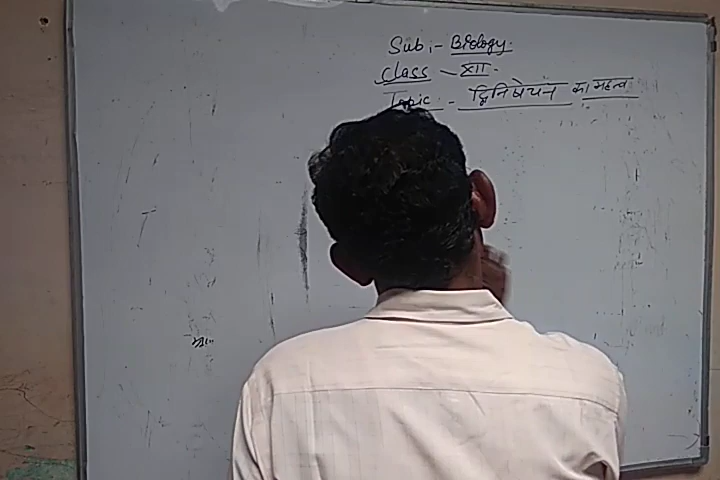 Sub:- Biology.
Class - XII.
Topic - द्विनिषेचन का महत्व